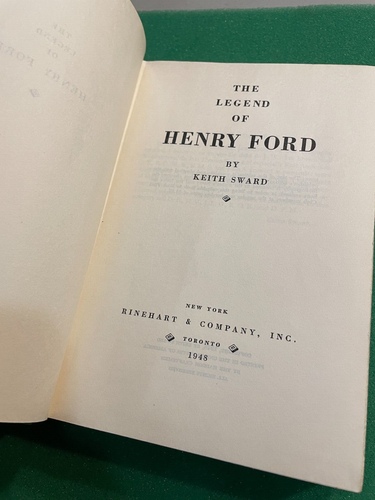 THE
LEGEND
OF
HENRY FORD
BY
KEITH SWARD
NEW YORK
RINEHART & COMPANY, INC.
TORONTO
1948